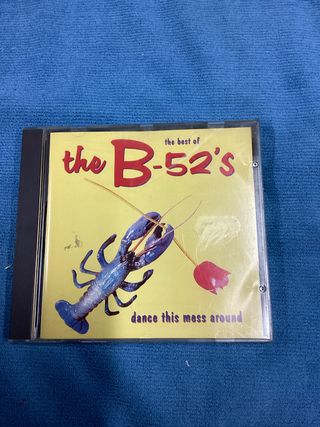 the best of
the B-52's
dance this mess around